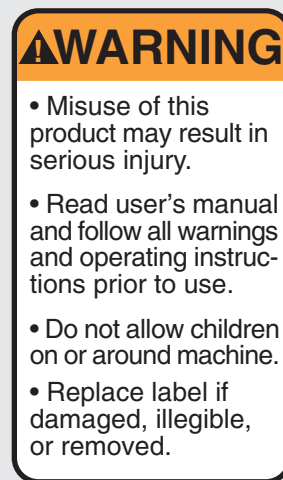 WARNING
• Misuse of this
product may result in
serious injury.
• Read user’s manual
and follow all warnings
and operating instruc-
tions prior to use.
• Do not allow children
on or around machine.
• Replace label if
damaged, illegible,
or removed.